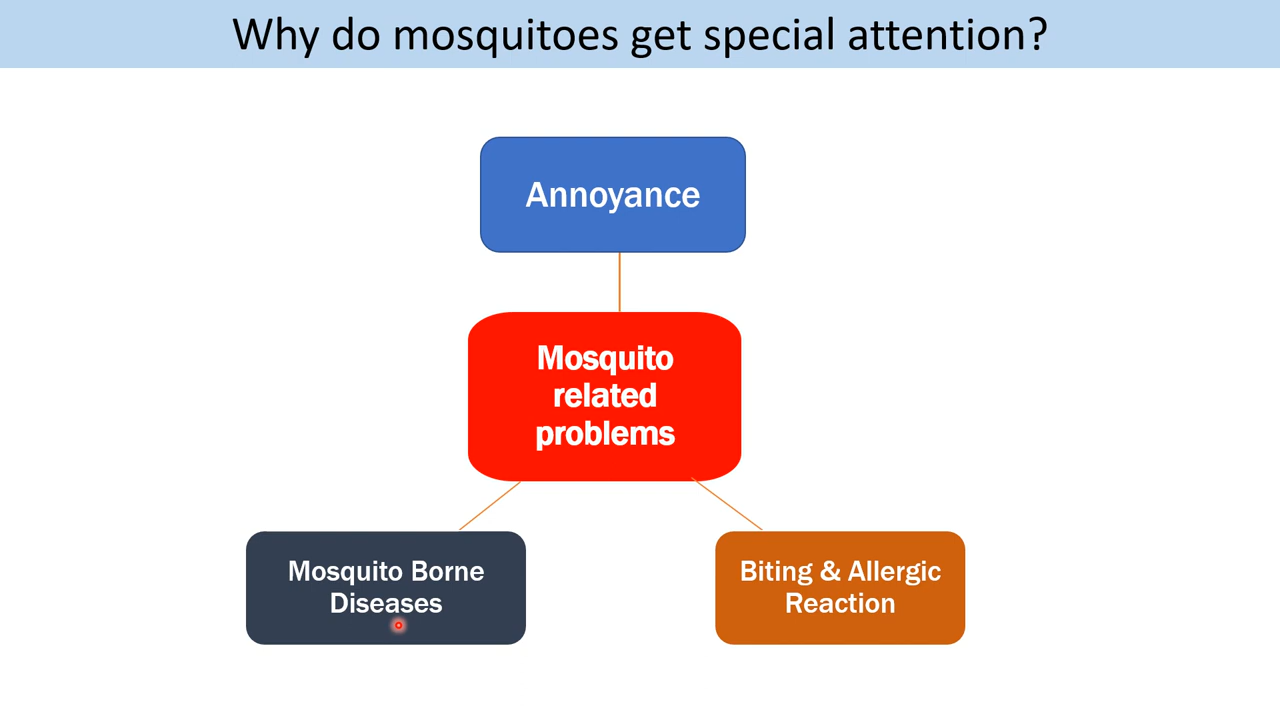 Why do mosquitoes get special attention?
Annoyance
Mosquito
related
problems
Mosquito Borne
Diseases
Biting & Allergic
Reaction